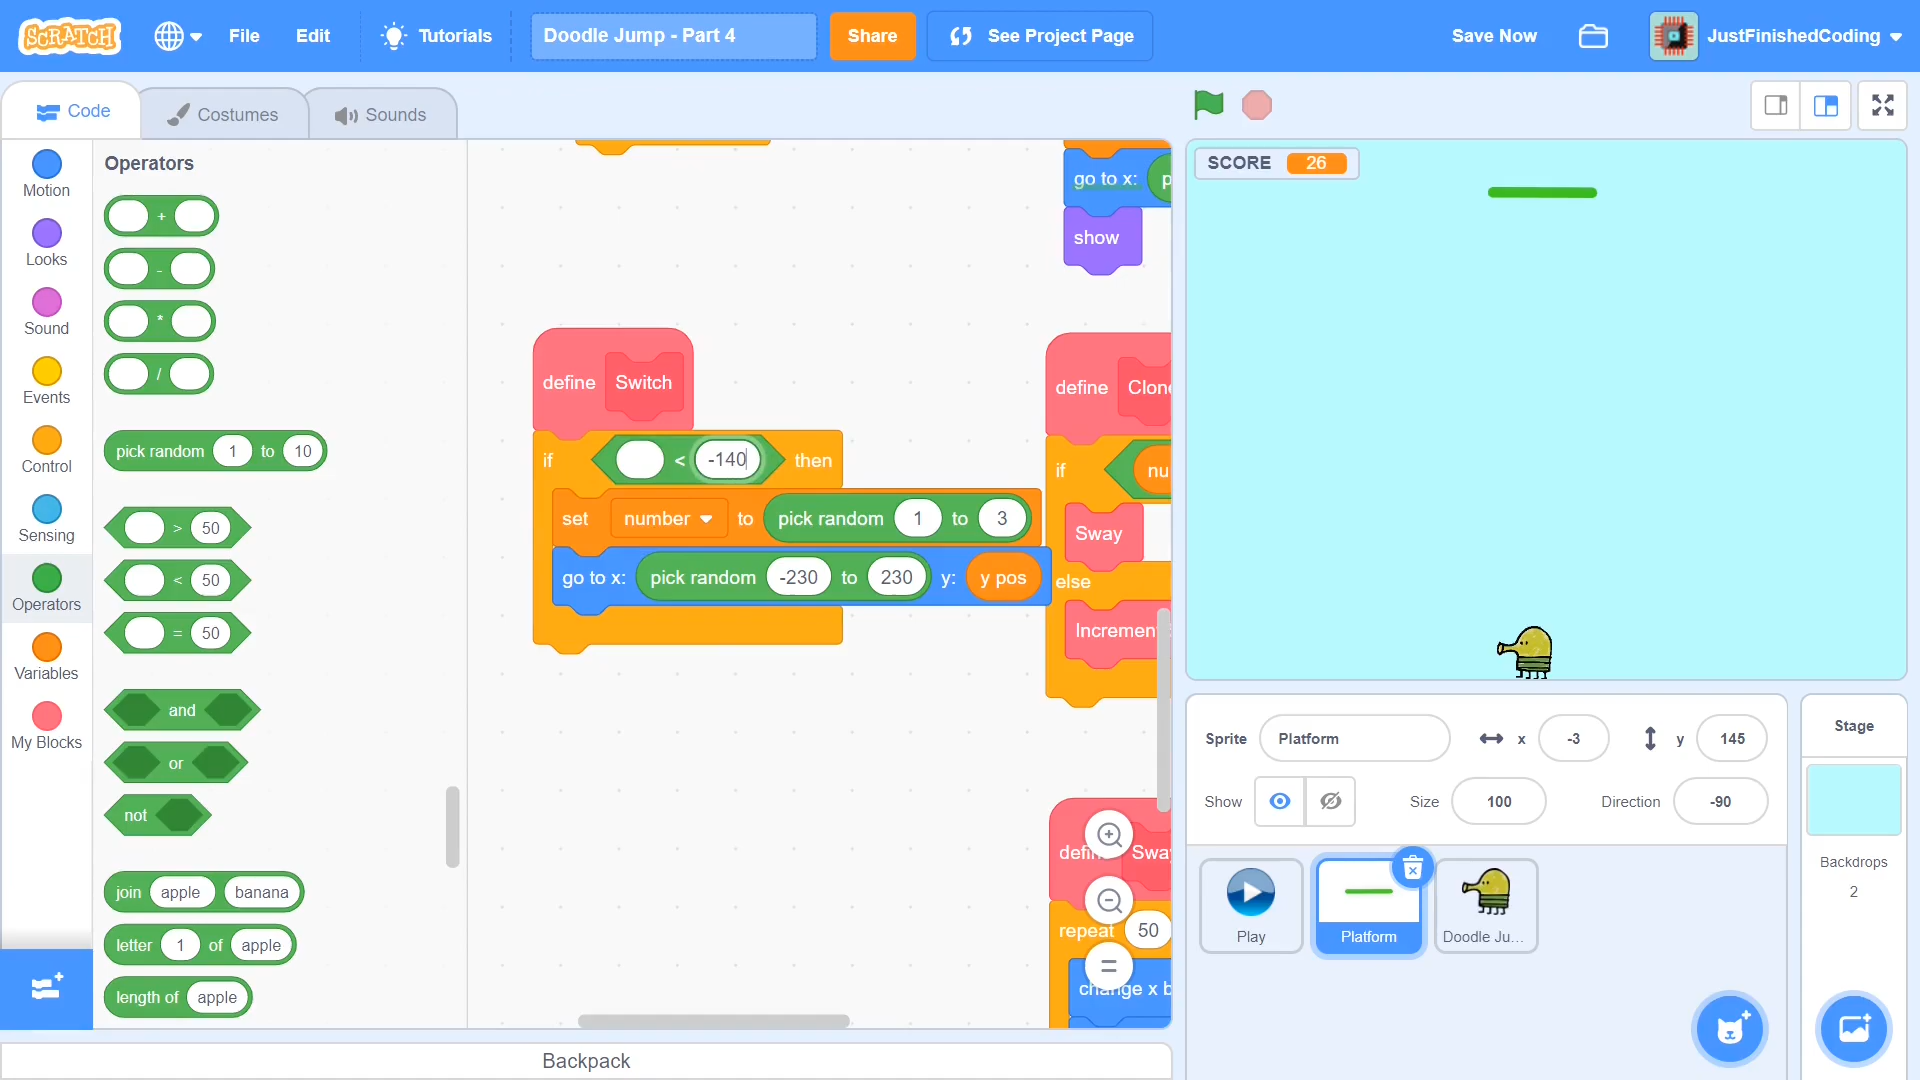 SCRATCH
File
Edit
Tutorials
Doodle Jump - Part 4
Share
See Project Page
Save Now
JustFinishedCoding
Code
Costumes
Sounds
Motion
Looks
Sound
Events
Control
Sensing
Operators
Variables
My Blocks
Operators
+
-
*
/
pick random 1 to 10
> 50
< 50
= 50
and
or
not
join apple banana
letter 1 of apple
length of apple
go to x: p
show
define Switch
if < -140 then
set number to pick random 1 to 3
go to x: pick random -230 to 230 y: y pos
define Clone
if nu
Sway
else
Increment
define Sway
repeat 50
change x b
Backpack
SCORE 26
Sprite Platform x -3 y 145
Show Size 100 Direction -90
Play
Platform
Doodle Ju...
Stage
Backdrops
2